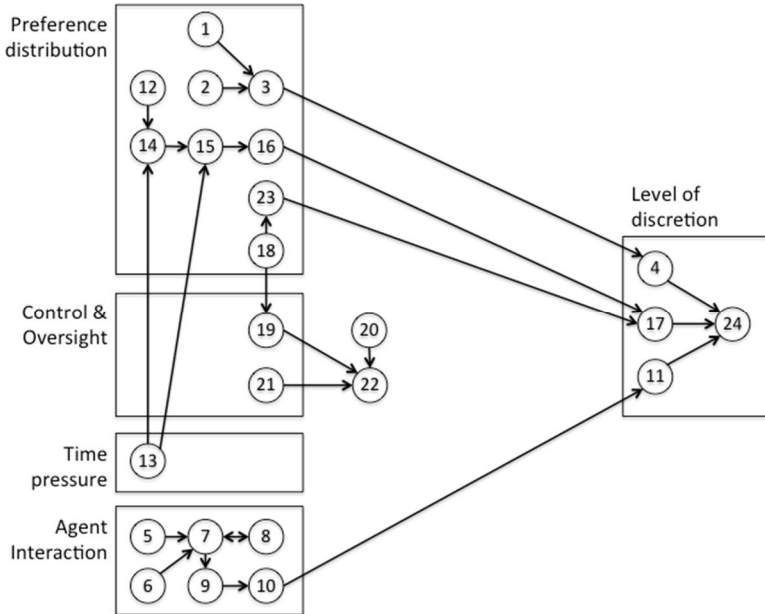 Preference
distribution
1
12
2
3
14
15
16
23
18
Level of
discretion
4
17
24
11
Control &
Oversight
19
20
21
22
Time
pressure
13
Agent
Interaction
5
7
8
6
9
10